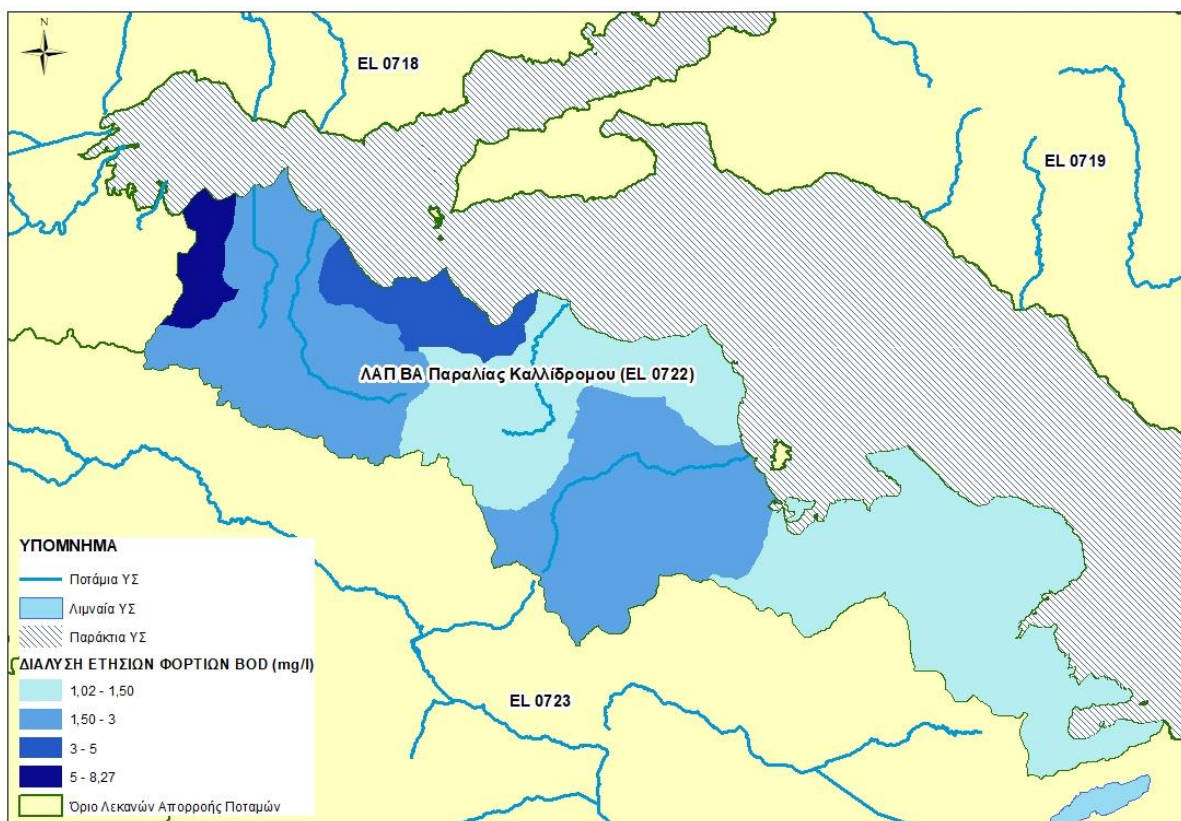 N
EL 0718
EL 0719
ΛΑΠ ΒΑ Παραλίας Καλλίδρομου (EL 0722)
EL 0723
ΥΠΟΜΝΗΜΑ
Ποτάμια ΥΣ
Λιμναία ΥΣ
Παράκτια ΥΣ
ΔΙΑΛΥΣΗ ΕΤΗΣΙΩΝ ΦΟΡΤΙΩΝ BOD (mg/l)
1,02 - 1,50
1,50 - 3
3 - 5
5 - 8,27
Όριο Λεκανών Απορροής Ποταμών